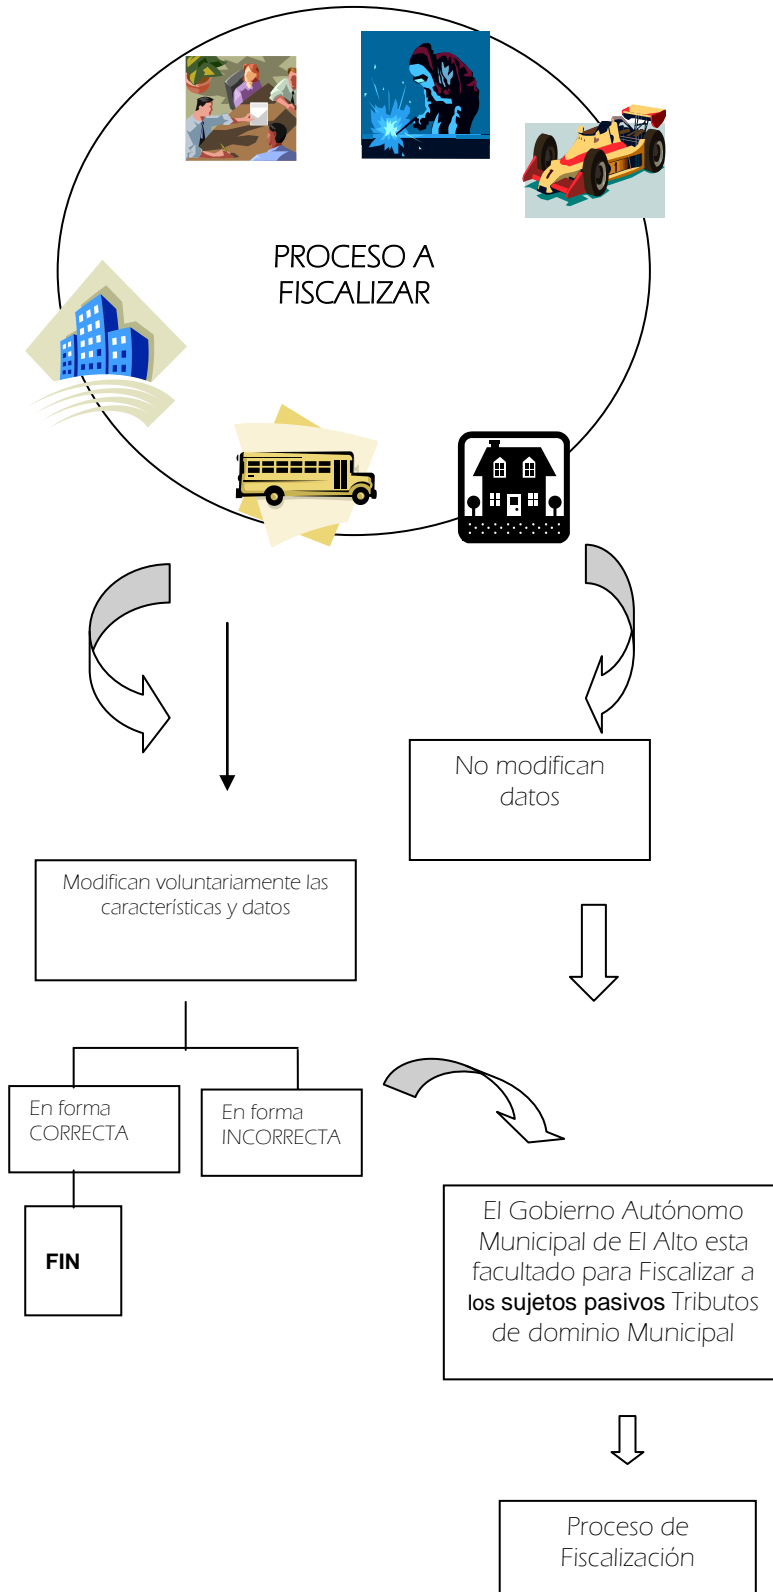 PROCESO A
FISCALIZAR
No modifican
datos
Modifican voluntariamente las
características y datos
En forma
CORRECTA
En forma
INCORRECTA
FIN
El Gobierno Autónomo
Municipal de El Alto esta
facultado para Fiscalizar a
los sujetos pasivos Tributos
de dominio Municipal
Proceso de
Fiscalización